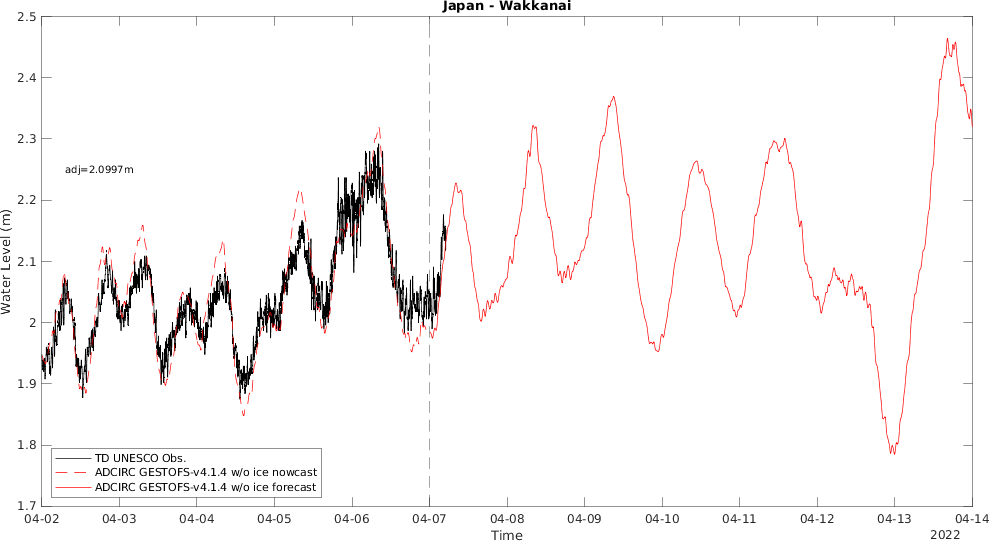 Japan - Wakkanai
2.5
2.4
2.3
2.2
2.1
2
1.9
1.8
1.7
Water Level (m)
adj=2.0997m
TD UNESCO Obs.
ADCIRC GESTOFS-v4.1.4 w/o ice nowcast
ADCIRC GESTOFS-v4.1.4 w/o ice forecast
04-02 04-03 04-04 04-05 04-06 04-07 04-08 04-09 04-10 04-11 04-12 04-13 04-14
Time
2022